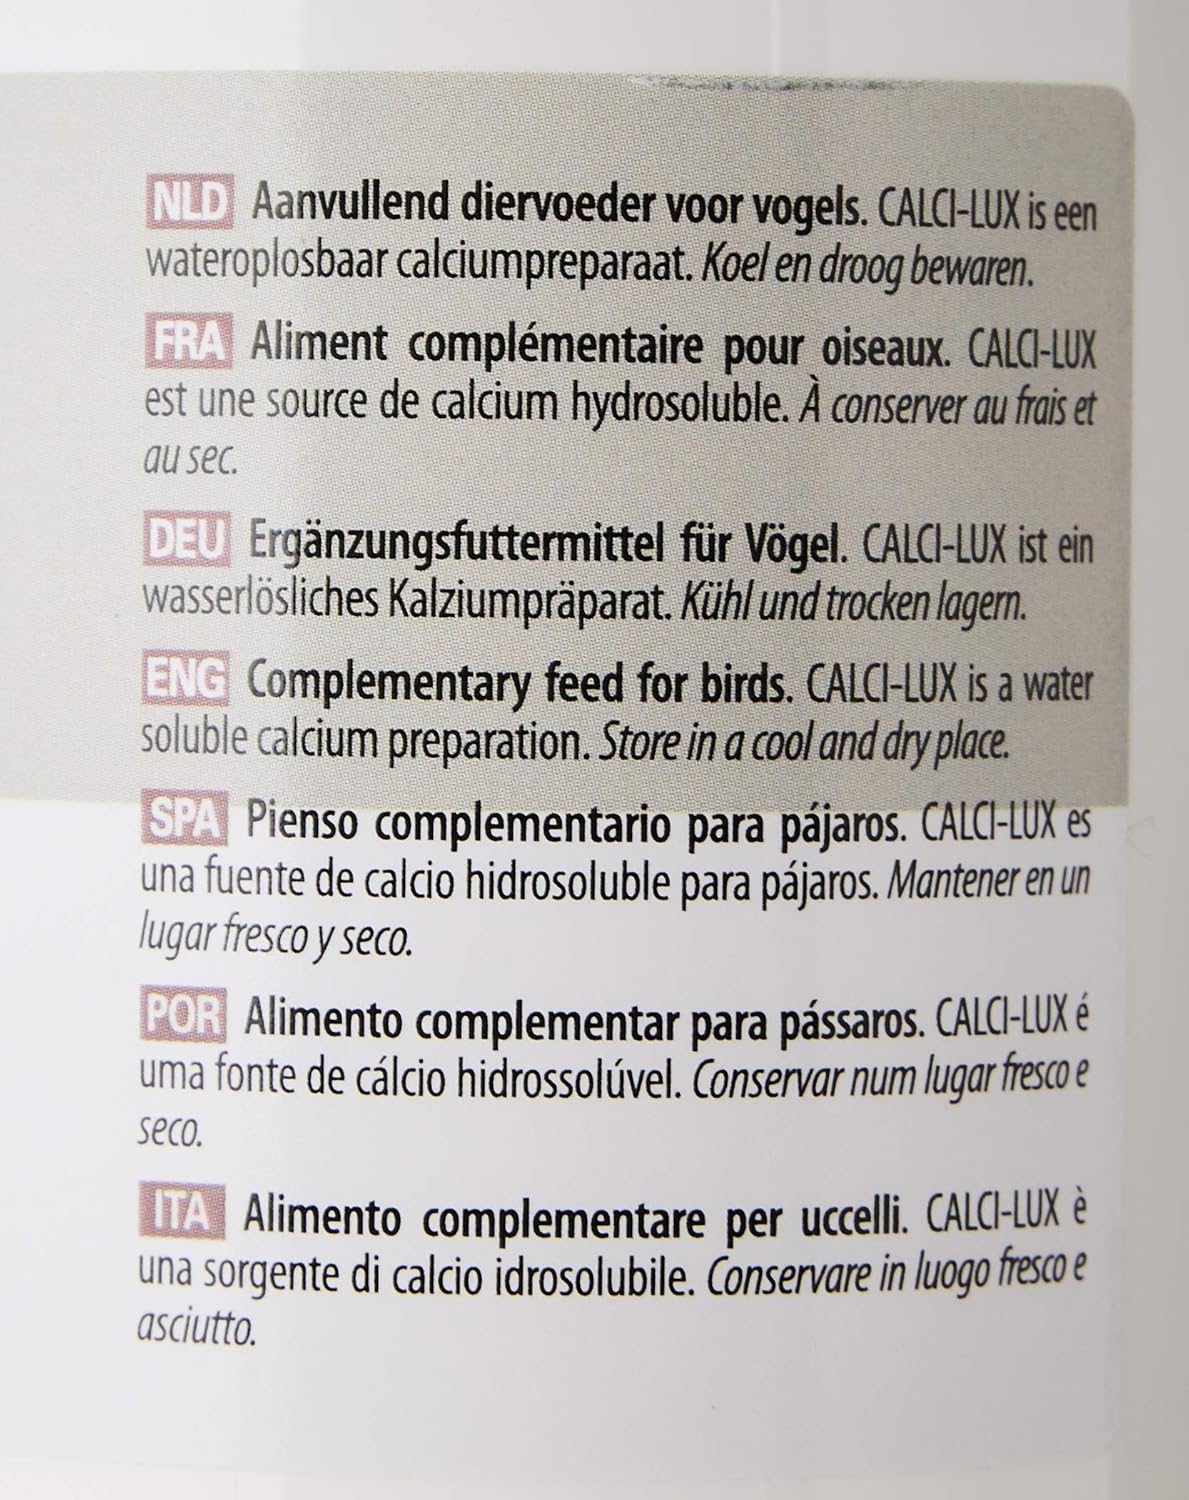 NLD Aanvullend diervoeder voor vogels. CALCI-LUX is een
wateroplosbaar calciumpreparaat. Koel en droog bewaren.
FRA Aliment complémentaire pour oiseaux. CALCI-LUX
est une source de calcium hydrosoluble. À conserver au frais et
au sec.
DEU Ergänzungsfuttermittel für Vögel. CALCI-LUX ist ein
wasserlösliches Kalziumpräparat. Kühl und trocken lagern.
ENG Complementary feed for birds. CALCI-LUX is a water
soluble calcium preparation. Store in a cool and dry place.
SPA Pienso complementario para pájaros. CALCI-LUX es
una fuente de calcio hidrosoluble para pájaros. Mantener en un
lugar fresco y seco.
POR Alimento complementar para pássaros. CALCI-LUX é
uma fonte de cálcio hidrossolúvel. Conservar num lugar fresco e
seco.
ITA Alimento complementare per uccelli. CALCI-LUX è
una sorgente di calcio idrosolubile. Conservare in luogo fresco e
asciutto.